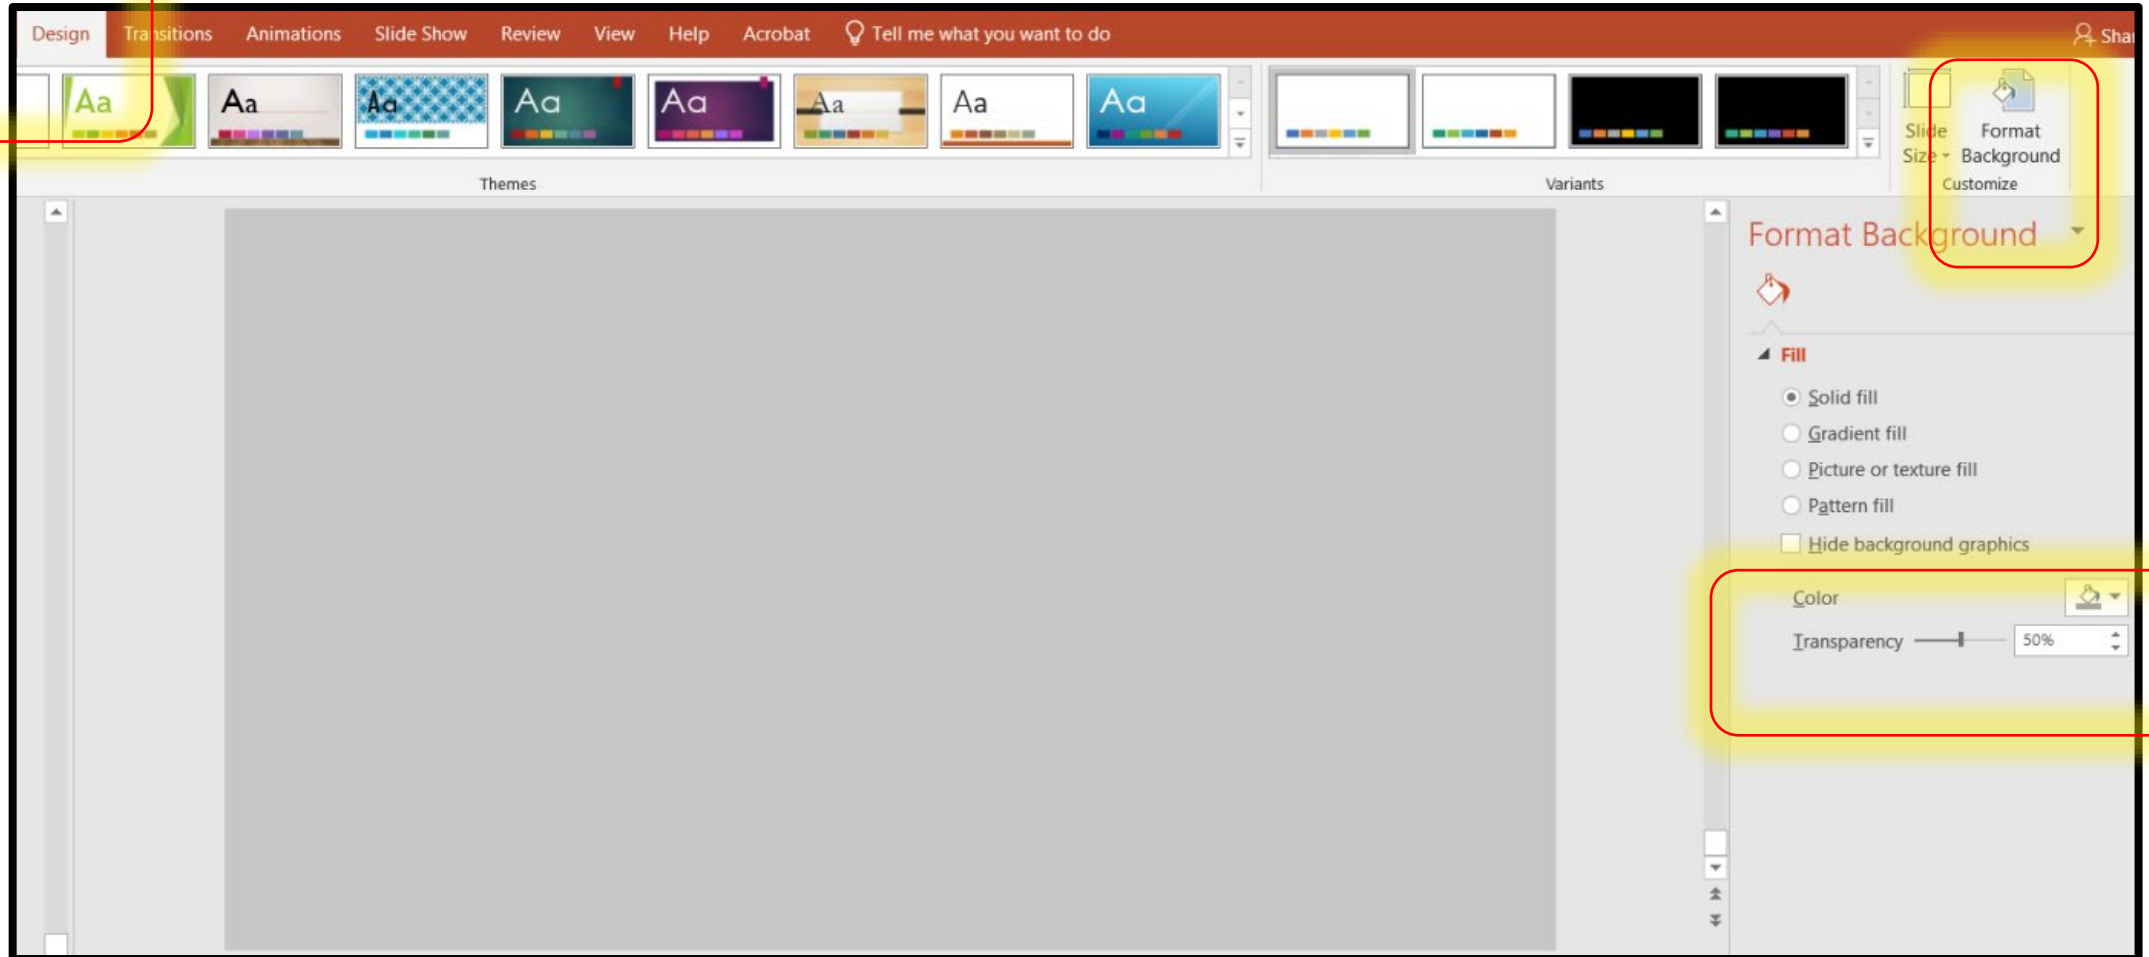 Design Transitions Animations Slide Show Review View Help Acrobat Tell me what you want to do
Aa Aa Aa Aa Aa Aa Aa Aa
Slide
Size
Format
Background
Themes
Variants
Customize
Format Background
Fill
Solid fill
Gradient fill
Picture or texture fill
Pattern fill
Hide background graphics
Color
Transparency 50%